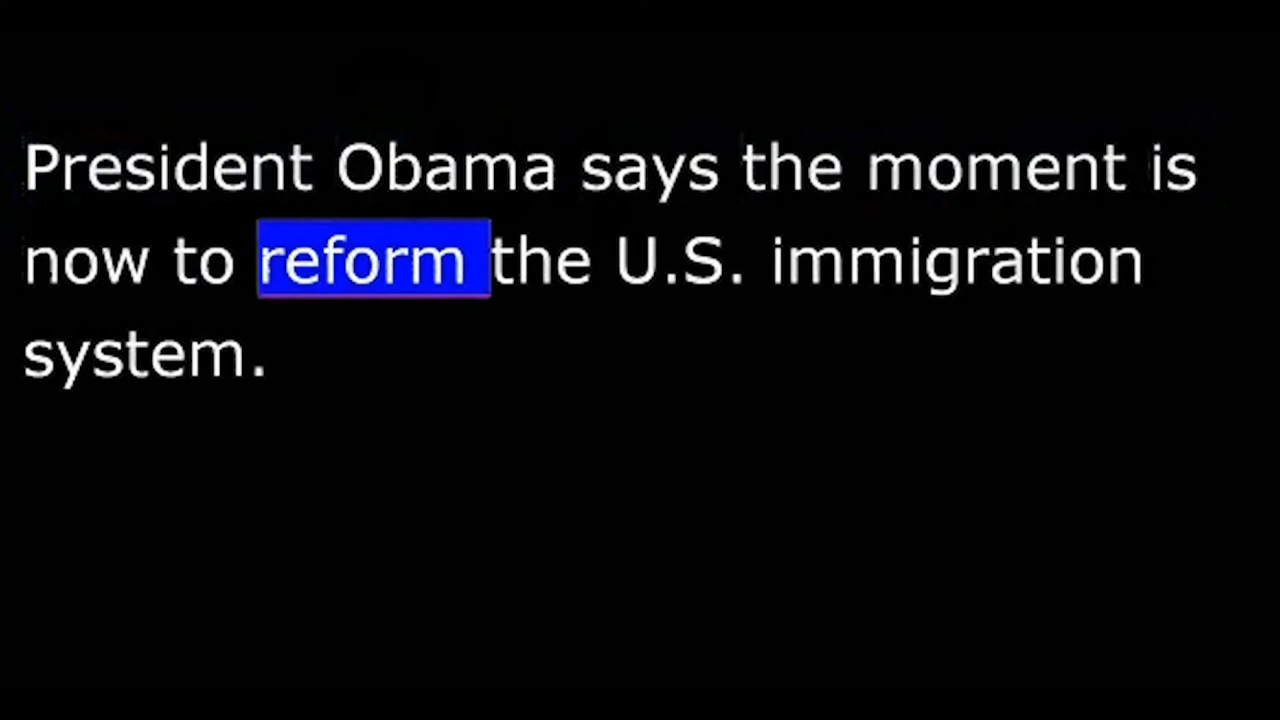 President Obama says the moment is
now to reform the U.S. immigration
system.